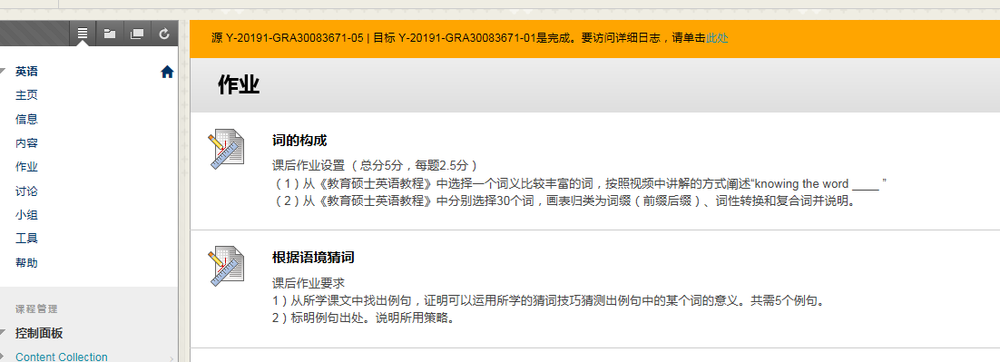 源 Y-20191-GRA30083671-05 | 目标 Y-20191-GRA30083671-01是完成。要访问详细日志，请单击此处
英语
主页
信息
内容
作业
讨论
小组
工具
帮助
课程管理
控制面板
Content Collection
作业
词的构成
课后作业设置 （总分5分，每题2.5分）
（1）从《教育硕士英语教程》中选择一个词义比较丰富的词，按照视频中讲解的方式阐述“knowing the word ____ ”
（2）从《教育硕士英语教程》中分别选择30个词，画表归类为词缀（前缀后缀）、词性转换和复合词并说明。
根据语境猜词
课后作业要求
1）从所学课文中找出例句，证明可以运用所学的猜词技巧猜测出例句中的某个词的意义。共需5个例句。
2）标明例句出处。说明所用策略。